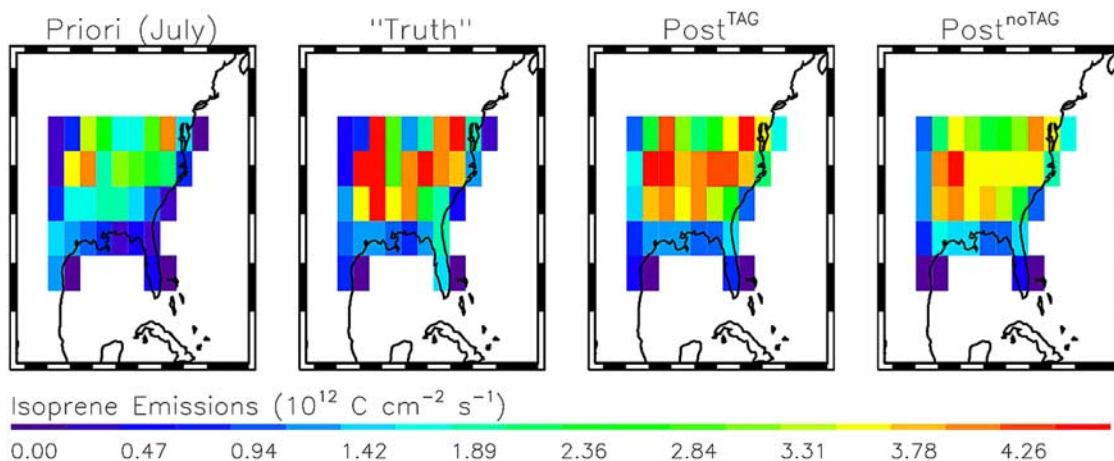 Priori (July) "Truth" Post^TAG Post^noTAG
Isoprene Emissions (10^12 C cm^-2 s^-1)
0.00 0.47 0.94 1.42 1.89 2.36 2.84 3.31 3.78 4.26